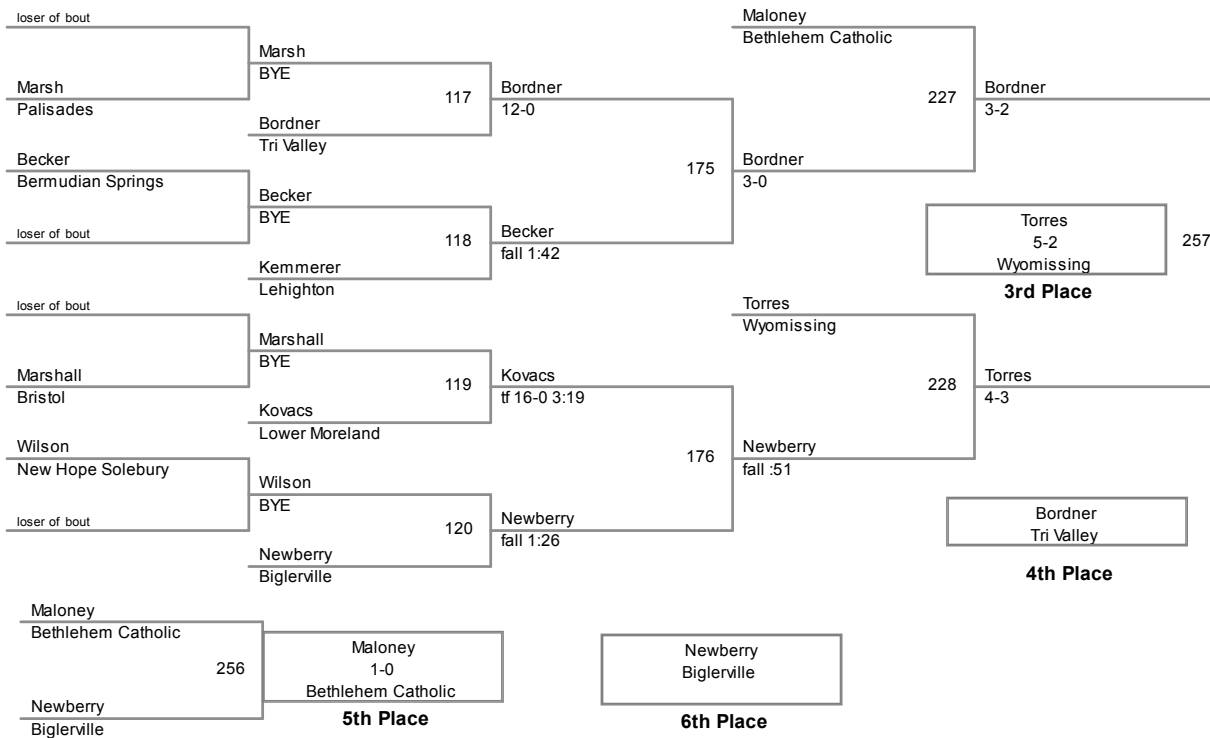 loser of bout
Marsh
Palisades
Becker
Bermudian Springs
loser of bout
loser of bout
Marshall
Bristol
Wilson
New Hope Solebury
loser of bout
Marsh
BYE
117
Bordner
Tri Valley
Becker
BYE
118
Kemmerer
Lehighton
Marshall
BYE
119
Kovacs
Lower Moreland
Wilson
BYE
120
Newberry
Biglerville
Bordner
12-0
175
Becker
fall 1:42
Kovacs
tf 16-0 3:19
176
Newberry
fall 1:26
Maloney
Bethlehem Catholic
227
Bordner
3-0
Torres
Wyomissing
228
Newberry
fall :51
Bordner
3-2
Torres
5-2
Wyomissing
257
3rd Place
Torres
4-3
Bordner
Tri Valley
4th Place
Maloney
Bethlehem Catholic
256
Newberry
Biglerville
Maloney
1-0
Bethlehem Catholic
5th Place
Newberry
Biglerville
6th Place